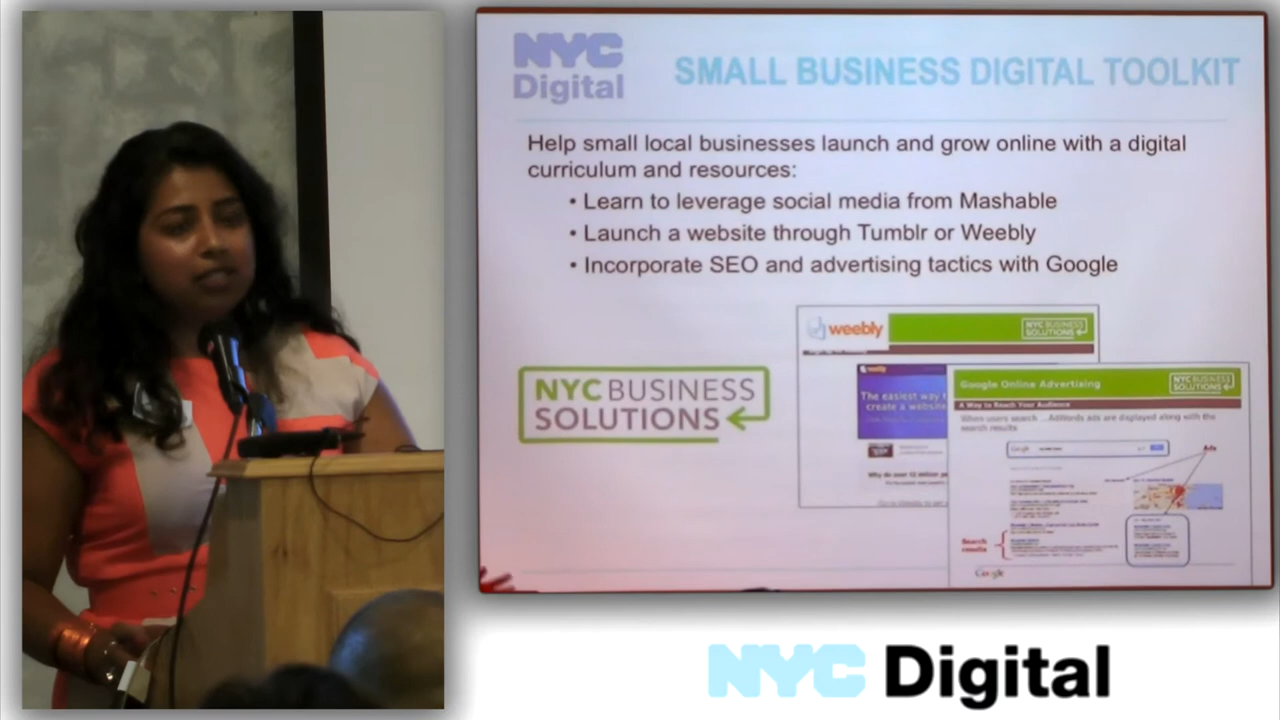 NYC
Digital
SMALL BUSINESS DIGITAL TOOLKIT
Help small local businesses launch and grow online with a digital
curriculum and resources:
• Learn to leverage social media from Mashable
• Launch a website through Tumblr or Weebly
• Incorporate SEO and advertising tactics with Google
weebly
NYC BUSINESS
SOLUTIONS
NYC BUSINESS
SOLUTIONS
weebly
The easiest way t
create a website
Why do over 12 million pe
Google Online Advertising
NYC BUSINESS
SOLUTIONS
A Way to Reach Your Audience
When users search ...AdWords ads are displayed along with the
search results
Google
Ads
Search
results
Google
NYC Digital